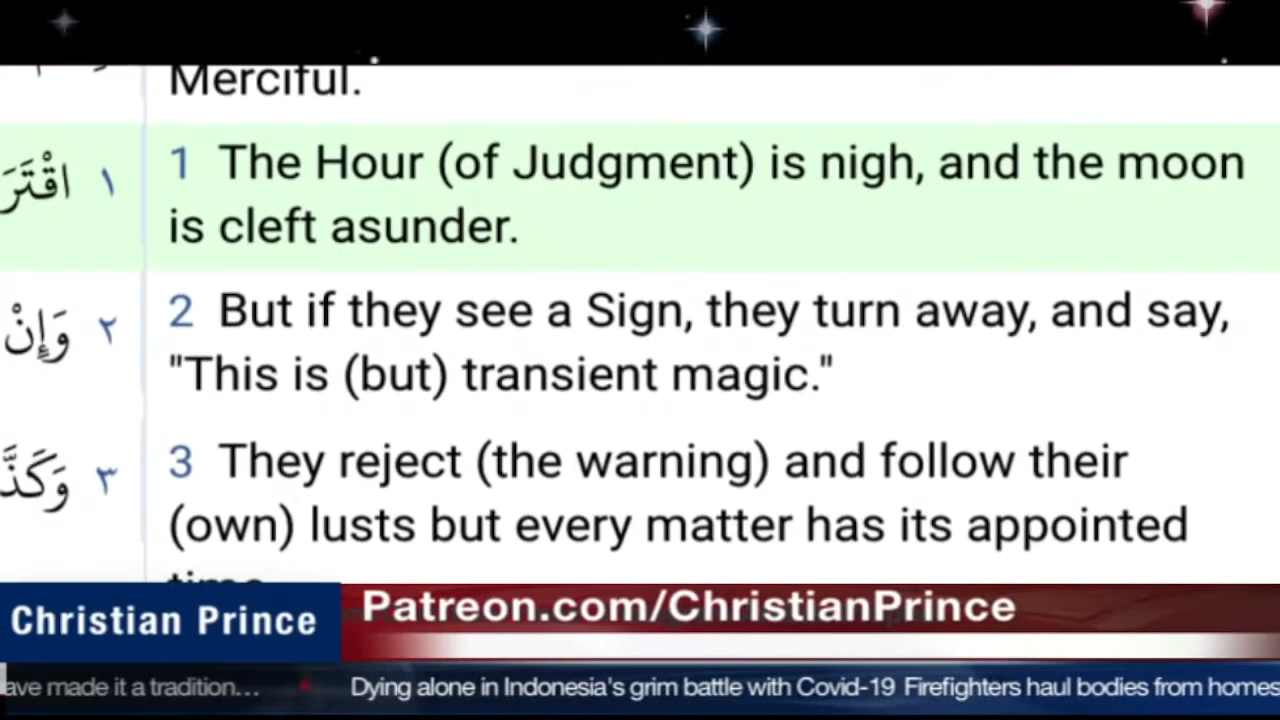 Merciful.
اقْتَرَ ١
1 The Hour (of Judgment) is nigh, and the moon
is cleft asunder.
وَإِنْ ٢
2 But if they see a Sign, they turn away, and say,
"This is (but) transient magic."
وَكَذَّ ٣
3 They reject (the warning) and follow their
(own) lusts but every matter has its appointed
time.
Christian Prince
Patreon.com/ChristianPrince
ave made it a tradition... • Dying alone in Indonesia's grim battle with Covid-19 Firefighters haul bodies from homes